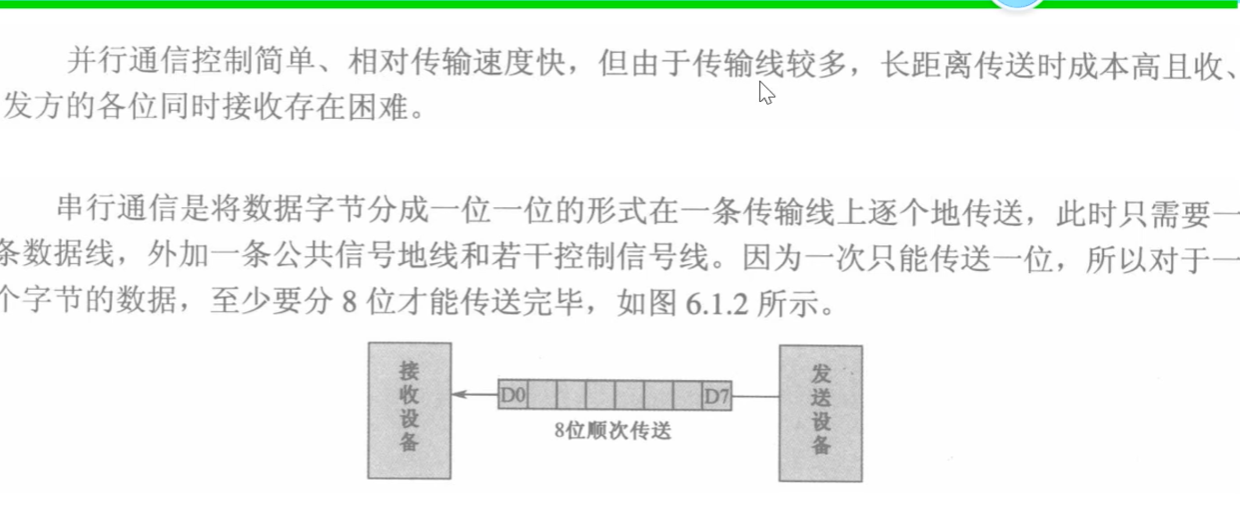 并行通信控制简单、相对传输速度快，但由于传输线较多，长距离传送时成本高且收、
发方的各位同时接收存在困难。
串行通信是将数据字节分成一位一位的形式在一条传输线上逐个地传送，此时只需要一
条数据线，外加一条公共信号地线和若干控制信号线。因为一次只能传送一位，所以对于一
个字节的数据，至少要分 8 位才能传送完毕，如图 6.1.2 所示。
接收设备
D0
D7
发送设备
8位顺次传送